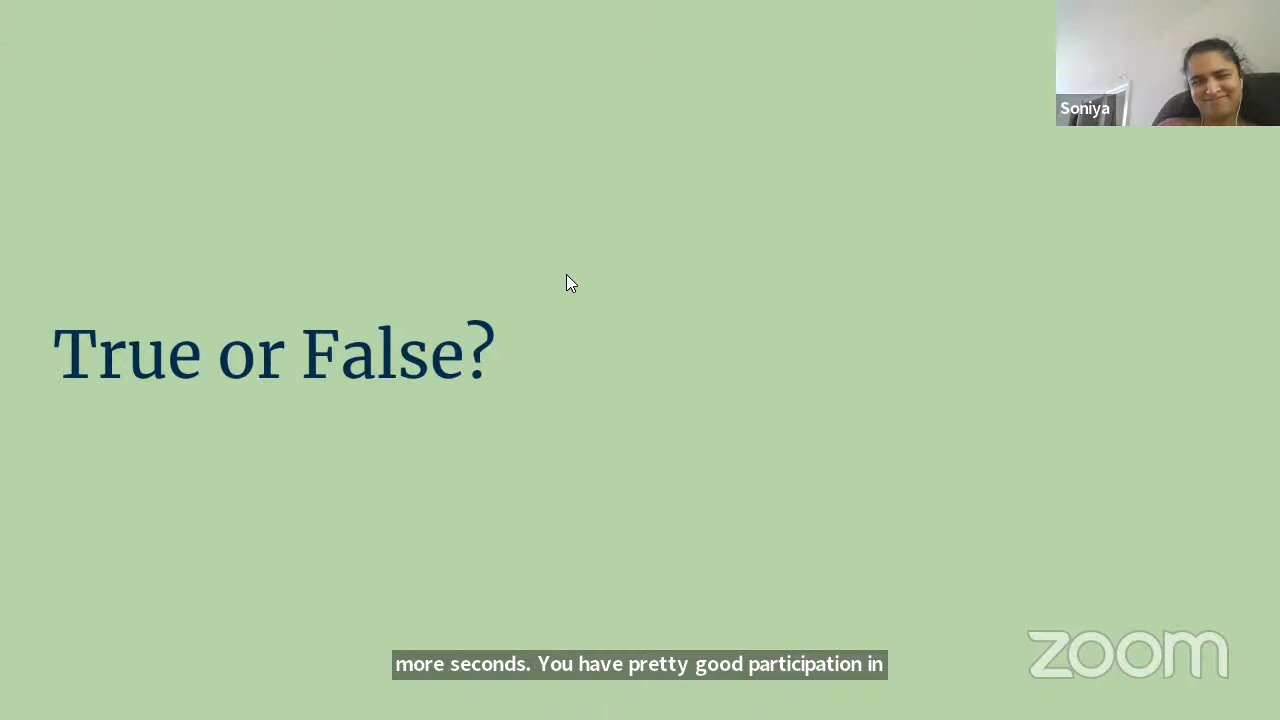 Soniya
True or False?
more seconds. You have pretty good participation in
zoom